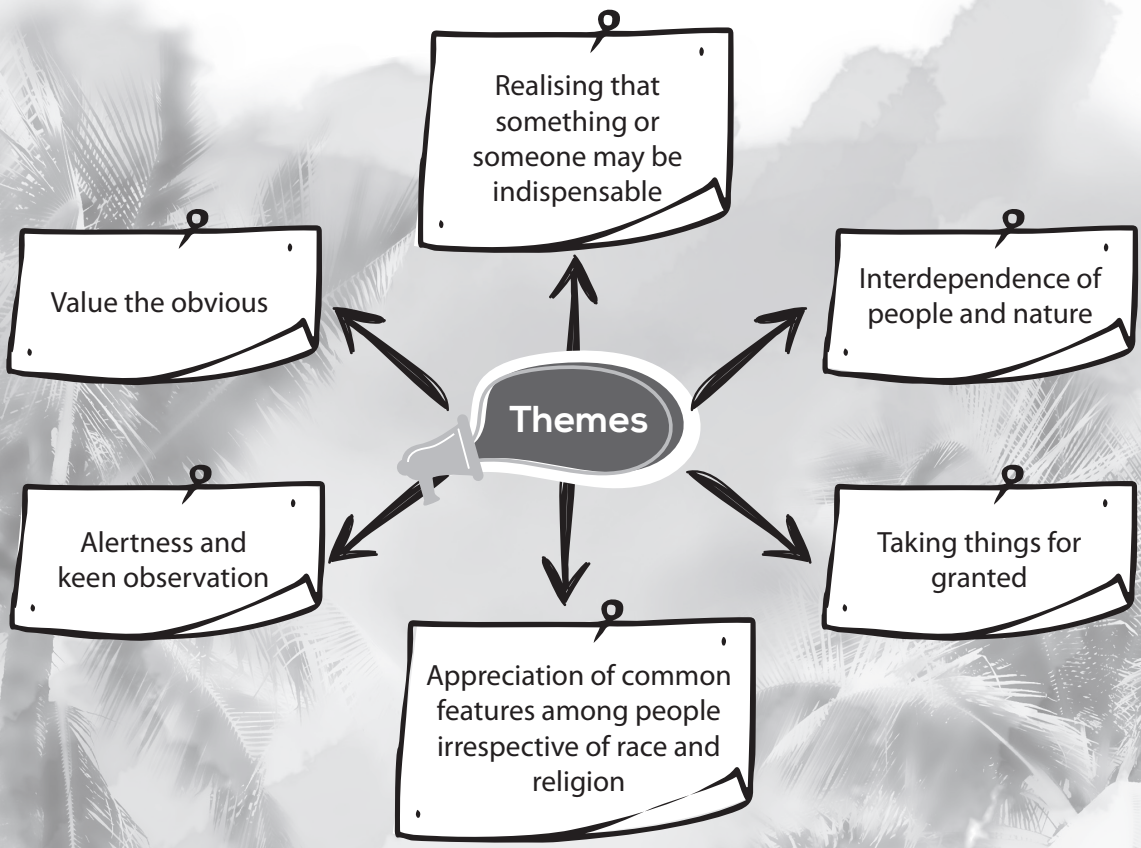 Realising that
something or
someone may be
indispensable
Value the obvious
Interdependence of
people and nature
Themes
Alertness and
keen observation
Taking things for
granted
Appreciation of common
features among people
irrespective of race and
religion